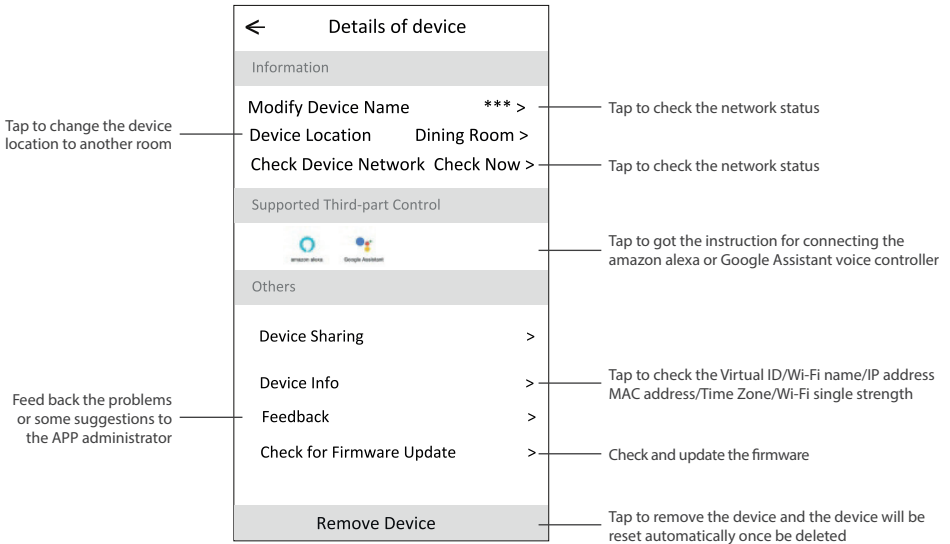 Details of device
Information
Modify Device Name *** >
Device Location Dining Room >
Check Device Network Check Now >
Supported Third-part Control
amazon alexa Google Assistant
Others
Device Sharing >
Device Info >
Feedback >
Check for Firmware Update >
Remove Device
Tap to change the device
location to another room
Feed back the problems
or some suggestions to
the APP administrator
Tap to check the network status
Tap to check the network status
Tap to got the instruction for connecting the
amazon alexa or Google Assistant voice controller
Tap to check the Virtual ID/Wi-Fi name/IP address
MAC address/Time Zone/Wi-Fi single strength
Check and update the firmware
Tap to remove the device and the device will be
reset automatically once be deleted